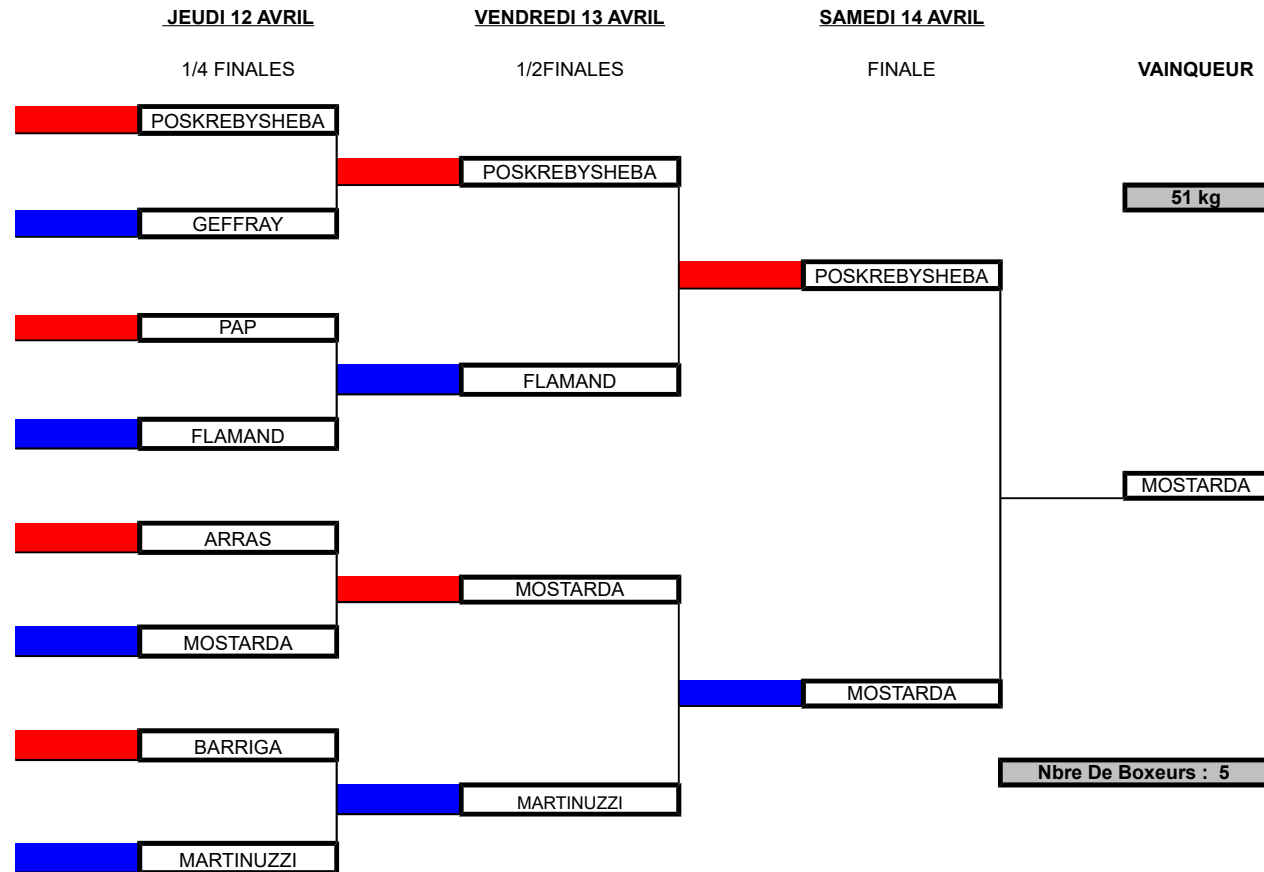 JEUDI 12 AVRIL VENDREDI 13 AVRIL SAMEDI 14 AVRIL
1/4 FINALES 1/2FINALES FINALE VAINQUEUR
POSKREBYSHEBA
POSKREBYSHEBA
51 kg
GEFFRAY
POSKREBYSHEBA
PAP
FLAMAND
FLAMAND
MOSTARDA
ARRAS
MOSTARDA
MOSTARDA
MOSTARDA
BARRIGA
Nbre De Boxeurs : 5
MARTINUZZI
MARTINUZZI